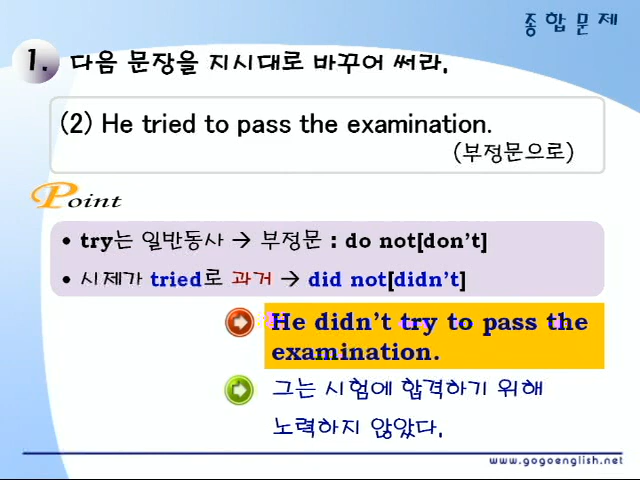 종합문제
1. 다음 문장을 지시대로 바꾸어 써라.
(2) He tried to pass the examination.
(부정문으로)
Point
• try는 일반동사 → 부정문 : do not[don't]
• 시제가 tried로 과거 → did not[didn't]
He didn't try to pass the
examination.
그는 시험에 합격하기 위해
노력하지 않았다.
www.gogoenglish.net